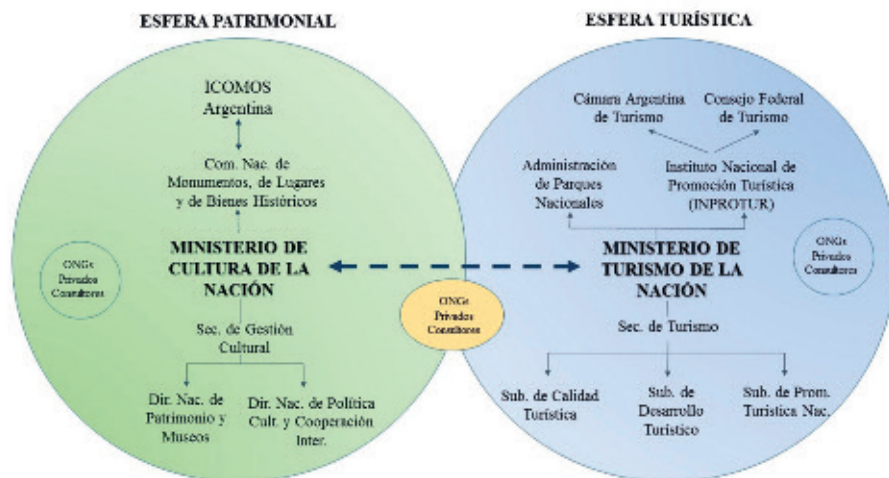 ESFERA PATRIMONIAL
ICOMOS
Argentina
Com. Nac. de
Monumentos, de Lugares
y de Bienes Históricos
MINISTERIO DE
CULTURA DE LA
NACIÓN
ONGs
Privados
Consultores
Sec. de Gestión
Cultural
Dir. Nac. de
Patrimonio y
Museos
Dir. Nac. de Política
Cult. y Cooperación
Inter.
ONGs
Privados
Consultores
ESFERA TURÍSTICA
Cámara Argentina
de Turismo
Consejo Federal
de Turismo
Administración
de Parques
Nacionales
Instituto Nacional de
Promoción Turística
(INPROTUR)
MINISTERIO DE
TURISMO DE LA
NACIÓN
ONGs
Privados
Consultores
Sec. de Turismo
Sub. de Calidad
Turística
Sub. de
Desarrollo
Turístico
Sub. de Prom.
Turística Nac.